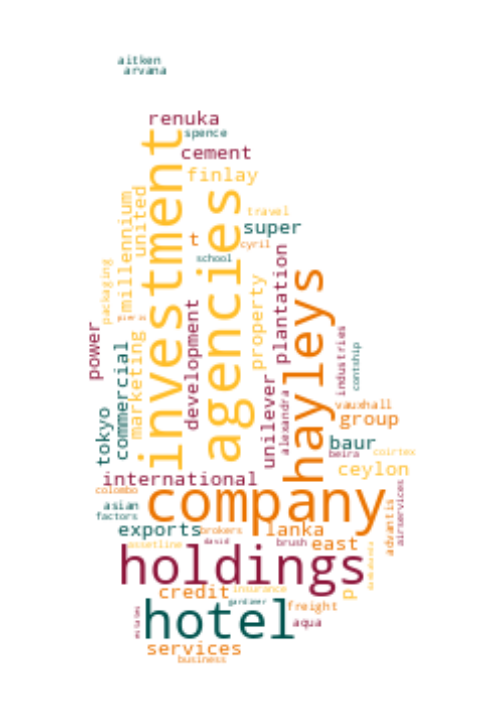 aitken
arvana
renuka
spence
cement
finlay
investment
agencies
united
millennium
travel
super
t
cyril
school
packaging
property
plantation
hayleys
development
power
commercial
marketing
industries
contship
unilever
alexandra
vauxhall
group
tokyo
baur
beira
coirtex
ceylon
international
colombo
company
airservices
advantis
asian
factors
exports
brokers
lanka
assetline
david
brush
east
holdings
credit
insurance
p
gardiner
freight
hotel
aqua
estates
services
business